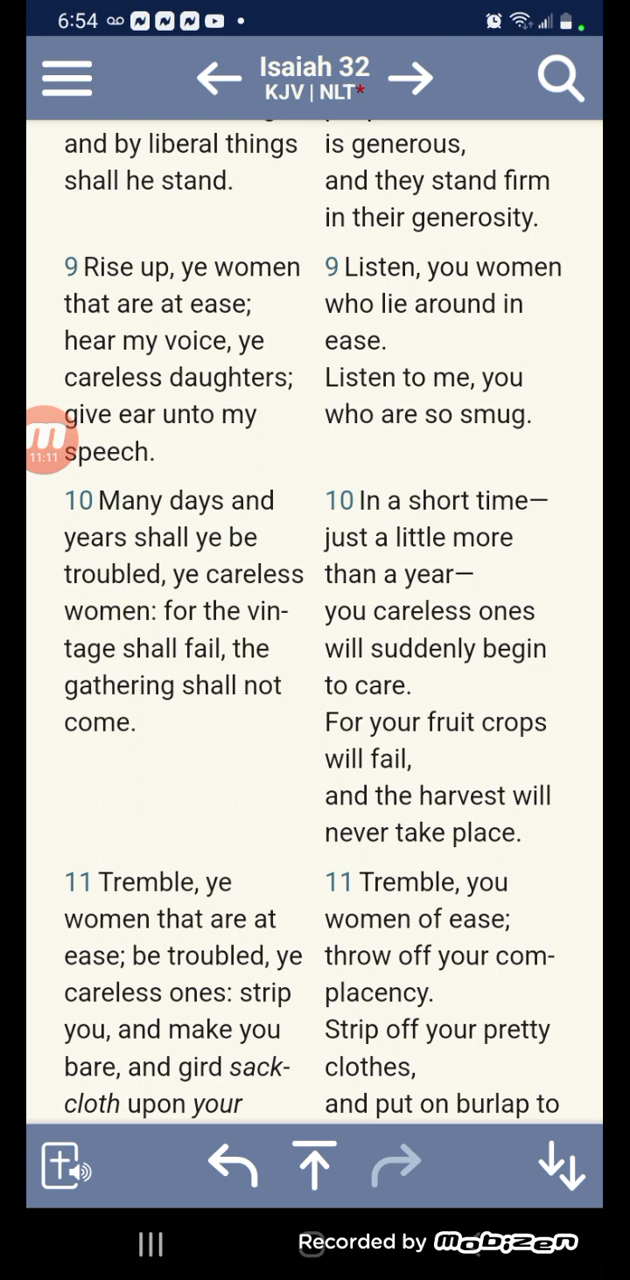 6:54
Isaiah 32
KJV | NLT*
and by liberal things
shall he stand.
is generous,
and they stand firm
in their generosity.
9 Rise up, ye women
that are at ease;
hear my voice, ye
careless daughters;
give ear unto my
speech.
9 Listen, you women
who lie around in
ease.
Listen to me, you
who are so smug.
m
11:11
10 Many days and
years shall ye be
troubled, ye careless
women: for the vin-
tage shall fail, the
gathering shall not
come.
10 In a short time—
just a little more
than a year—
you careless ones
will suddenly begin
to care.
For your fruit crops
will fail,
and the harvest will
never take place.
11 Tremble, ye
women that are at
ease; be troubled, ye
careless ones: strip
you, and make you
bare, and gird sack-
cloth upon your
11 Tremble, you
women of ease;
throw off your com-
placency.
Strip off your pretty
clothes,
and put on burlap to
Recorded by mobizen